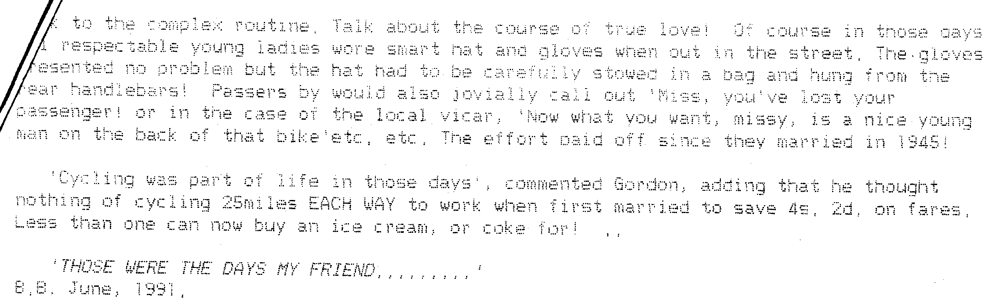 to the complex routine. Talk about the course of true love!  Of course in those days
respectable young ladies wore smart hat and gloves when out in the street. The gloves
resented no problem but the hat had to be carefully stowed in a bag and hung from the
rear handlebars!  Passers by would also jovially call out 'Miss, you've lost your
passenger! or in the case of the local vicar, 'Now what you want, missy, is a nice young
man on the back of that bike'etc. etc. The effort paid off since they married in 1945!
'Cycling was part of life in those days', commented Gordon, adding that he thought
nothing of cycling 25miles EACH WAY to work when first married to save 4s. 2d. on fares.
Less than one can now buy an ice cream, or coke for!  ..
'THOSE WERE THE DAYS MY FRIEND..........'
B.B. June, 1991.